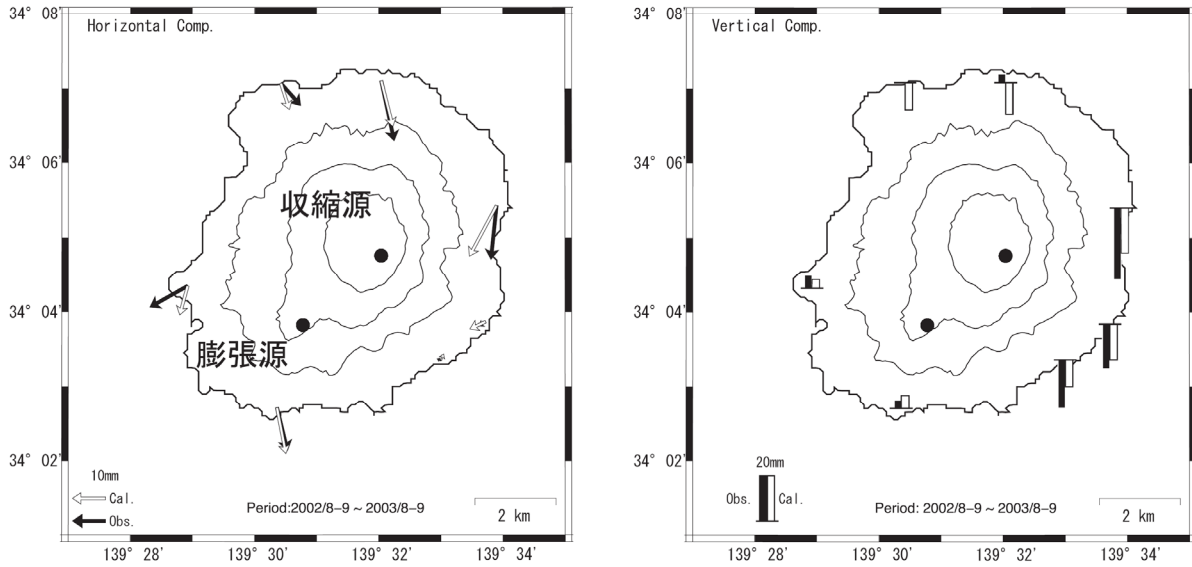 Horizontal Comp.
34° 08'
34° 06'
34° 04'
34° 02'
収縮源
膨張源
10mm
Cal.
Obs.
Period:2002/8-9 ~ 2003/8-9
2 km
139° 28'
139° 30'
139° 32'
139° 34'
Vertical Comp.
34° 08'
34° 06'
34° 04'
34° 02'
20mm
Obs.
Cal.
Period: 2002/8-9 ~ 2003/8-9
2 km
139° 28'
139° 30'
139° 32'
139° 34'